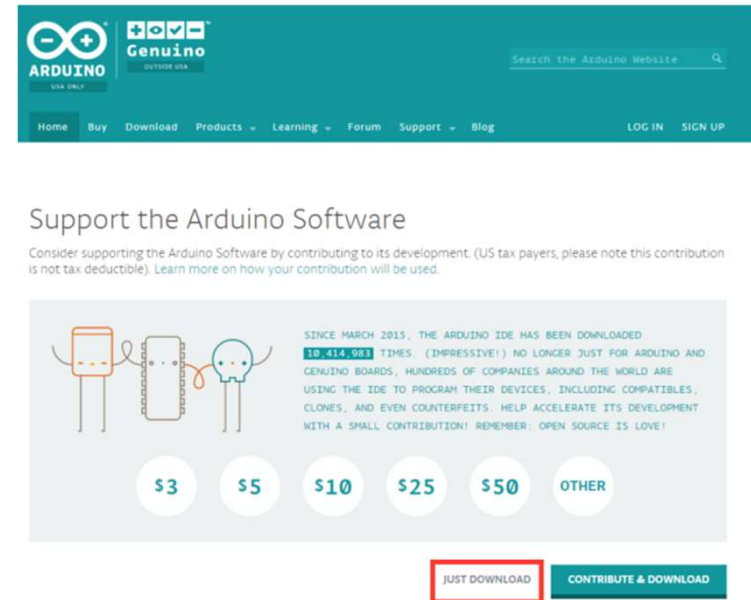 Genuino
OUTSIDE USA
ARDUINO
USA ONLY
Search the Arduino Website
Home Buy Download Products Learning Forum Support Blog LOG IN SIGN UP
Support the Arduino Software
Consider supporting the Arduino Software by contributing to its development. (US tax payers, please note this contribution
is not tax deductible). Learn more on how your contribution will be used.
SINCE MARCH 2015, THE ARDUINO IDE HAS BEEN DOWNLOADED
10,414,983 TIMES. (IMPRESSIVE!) NO LONGER JUST FOR ARDUINO AND
GENUINO BOARDS, HUNDREDS OF COMPANIES AROUND THE WORLD ARE
USING THE IDE TO PROGRAM THEIR DEVICES, INCLUDING COMPATIBLES,
CLONES, AND EVEN COUNTERFEITS. HELP ACCELERATE ITS DEVELOPMENT
WITH A SMALL CONTRIBUTION! REMEMBER: OPEN SOURCE IS LOVE!
$3 $5 $10 $25 $50 OTHER
JUST DOWNLOAD CONTRIBUTE & DOWNLOAD